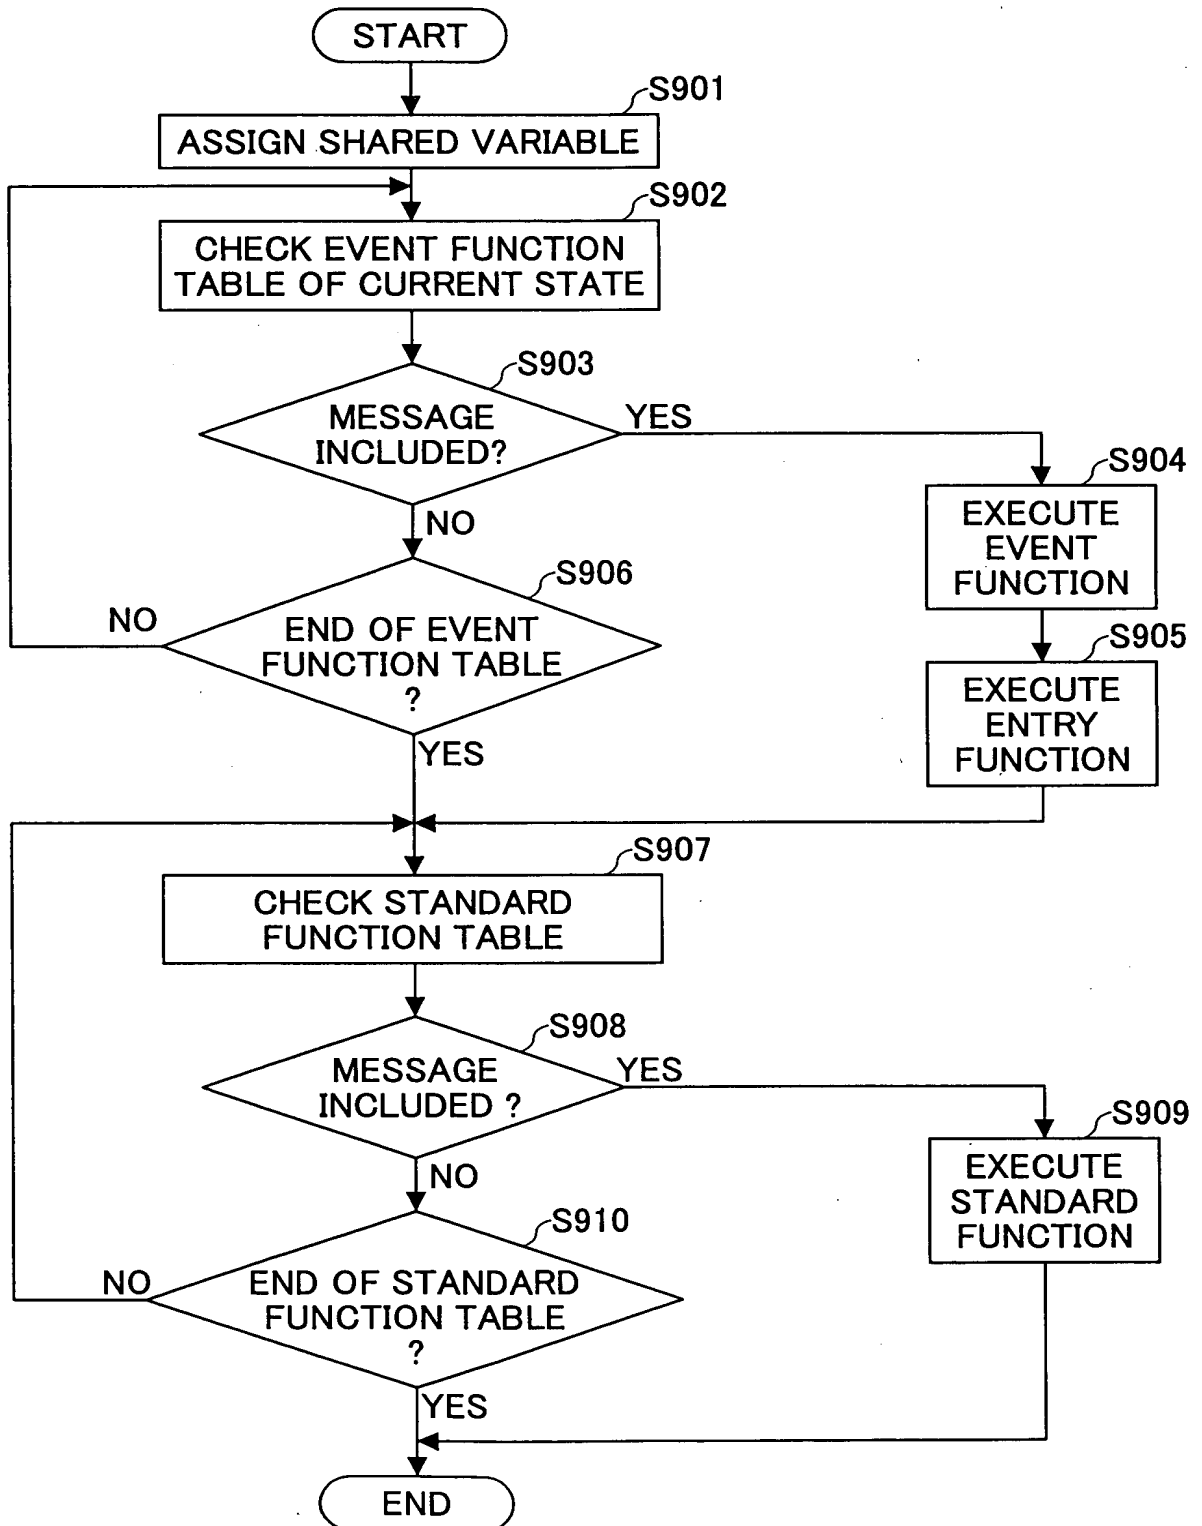 START
S901
ASSIGN SHARED VARIABLE
S902
CHECK EVENT FUNCTION
TABLE OF CURRENT STATE
S903
MESSAGE
INCLUDED?
YES
S904
EXECUTE
EVENT
FUNCTION
NO
S906
END OF EVENT
FUNCTION TABLE
?
NO
S905
EXECUTE
ENTRY
FUNCTION
YES
S907
CHECK STANDARD
FUNCTION TABLE
S908
MESSAGE
INCLUDED ?
YES
S909
EXECUTE
STANDARD
FUNCTION
NO
S910
END OF STANDARD
FUNCTION TABLE
?
NO
YES
END